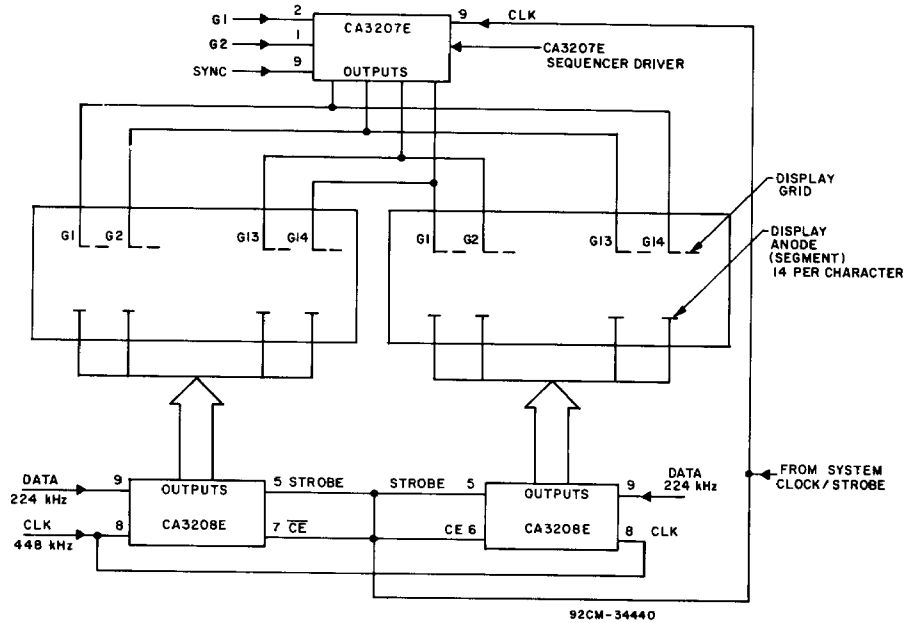 G1 2
CA3207E
9 CLK
G2 1
CA3207E
SEQUENCER DRIVER
SYNC 9
OUTPUTS
DISPLAY
GRID
G1 G2 G13 G14
G1 G2 G13 G14
DISPLAY
ANODE
(SEGMENT)
14 PER CHARACTER
DATA
224 kHz
9
OUTPUTS
5 STROBE
STROBE 5
OUTPUTS
9
DATA
224 kHz
FROM SYSTEM
CLOCK/STROBE
CLK
448 kHz
8
CA3208E
7 C̅E̅
CE 6
CA3208E
8 CLK
92CM-34440